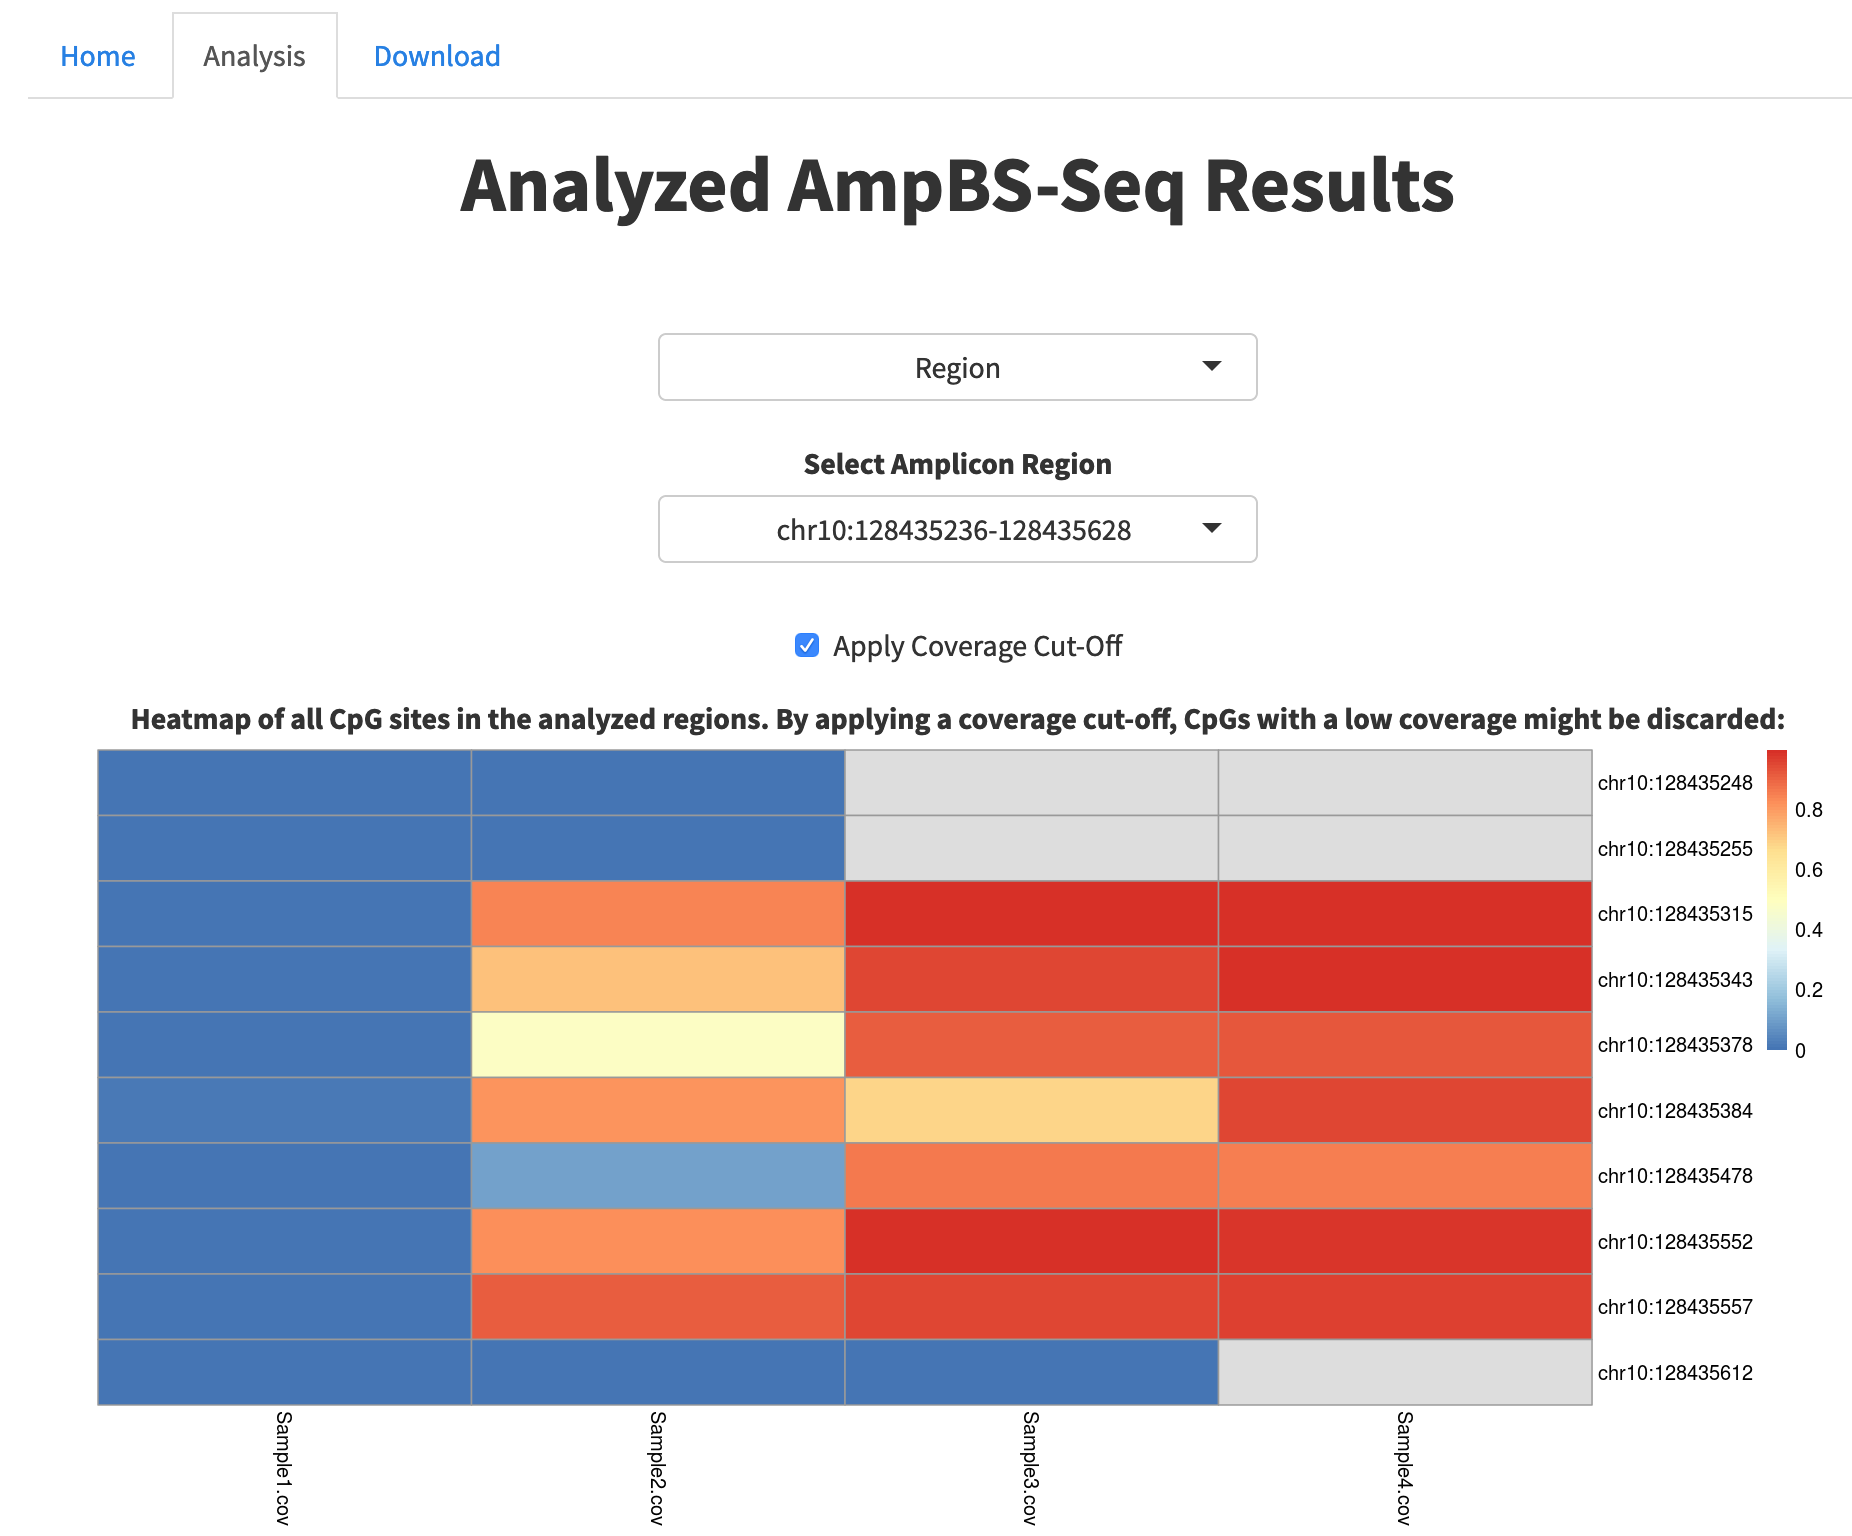 Home Analysis Download
Analyzed AmpBS-Seq Results
Region
Select Amplicon Region
chr10:128435236-128435628
Apply Coverage Cut-Off
Heatmap of all CpG sites in the analyzed regions. By applying a coverage cut-off, CpGs with a low coverage might be discarded:
chr10:128435248
chr10:128435255
chr10:128435315
chr10:128435343
chr10:128435378
chr10:128435384
chr10:128435478
chr10:128435552
chr10:128435557
chr10:128435612
0.8
0.6
0.4
0.2
0
Sample1.cov
Sample2.cov
Sample3.cov
Sample4.cov